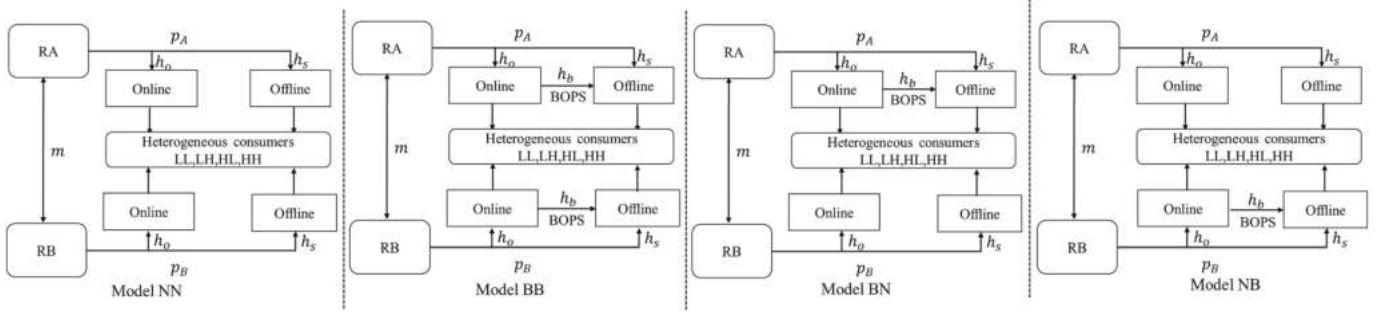 RA
p_A
h_o
h_s
Online
Offline
Heterogeneous consumers
LL,LH,HL,HH
m
Online
Offline
RB
h_o
h_s
p_B
Model NN
RA
p_A
h_o
h_s
Online
h_b
BOPS
Offline
Heterogeneous consumers
LL,LH,HL,HH
m
Online
h_b
BOPS
Offline
RB
h_o
h_s
p_B
Model BB
RA
p_A
h_o
h_s
Online
h_b
BOPS
Offline
Heterogeneous consumers
LL,LH,HL,HH
m
Online
Offline
RB
h_o
h_s
p_B
Model BN
RA
p_A
h_o
h_s
Online
Offline
Heterogeneous consumers
LL,LH,HL,HH
m
Online
h_b
BOPS
Offline
RB
h_o
h_s
p_B
Model NB